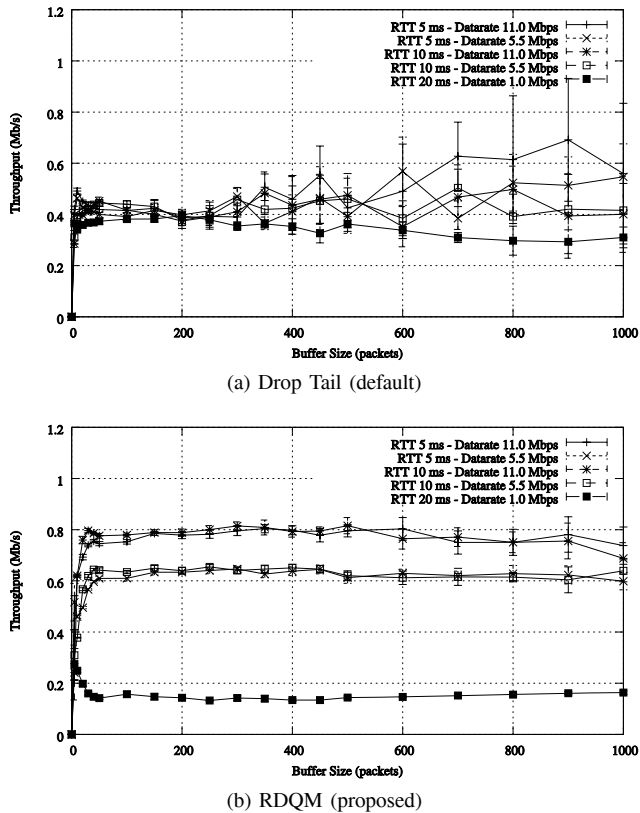 1.2
1
0.8
0.6
0.4
0.2
0
Throughput (Mb/s)
RTT 5 ms - Datarate 11.0 Mbps
RTT 5 ms - Datarate 5.5 Mbps
RTT 10 ms - Datarate 11.0 Mbps
RTT 10 ms - Datarate 5.5 Mbps
RTT 20 ms - Datarate 1.0 Mbps
0 200 400 600 800 1000
Buffer Size (packets)
(a) Drop Tail (default)
1.2
1
0.8
0.6
0.4
0.2
0
Throughput (Mb/s)
RTT 5 ms - Datarate 11.0 Mbps
RTT 5 ms - Datarate 5.5 Mbps
RTT 10 ms - Datarate 11.0 Mbps
RTT 10 ms - Datarate 5.5 Mbps
RTT 20 ms - Datarate 1.0 Mbps
0 200 400 600 800 1000
Buffer Size (packets)
(b) RDQM (proposed)